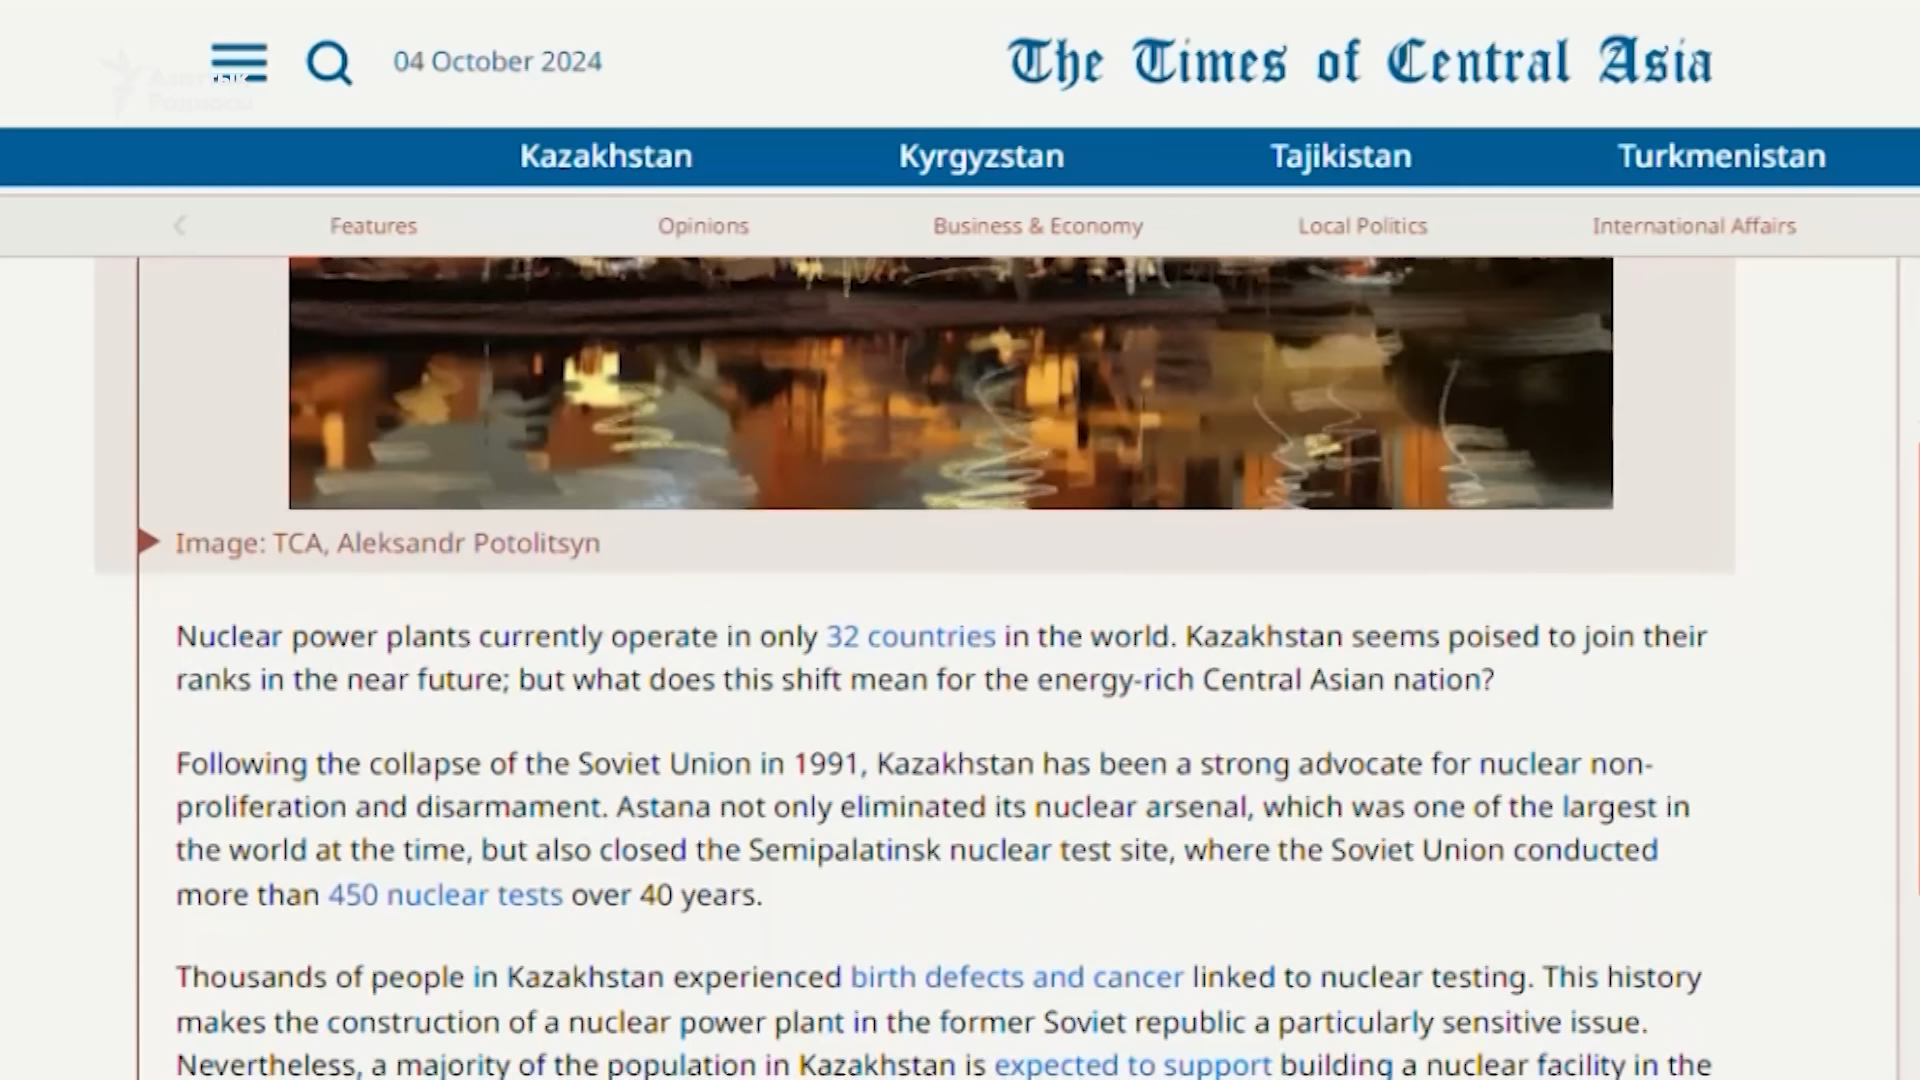 Азаттык
Радиосы
04 October 2024
The Times of Central Asia
Kazakhstan
Kyrgyzstan
Tajikistan
Turkmenistan
Features
Opinions
Business & Economy
Local Politics
International Affairs
Image: TCA, Aleksandr Potolitsyn
Nuclear power plants currently operate in only 32 countries in the world. Kazakhstan seems poised to join their
ranks in the near future; but what does this shift mean for the energy-rich Central Asian nation?
Following the collapse of the Soviet Union in 1991, Kazakhstan has been a strong advocate for nuclear non-
proliferation and disarmament. Astana not only eliminated its nuclear arsenal, which was one of the largest in
the world at the time, but also closed the Semipalatinsk nuclear test site, where the Soviet Union conducted
more than 450 nuclear tests over 40 years.
Thousands of people in Kazakhstan experienced birth defects and cancer linked to nuclear testing. This history
makes the construction of a nuclear power plant in the former Soviet republic a particularly sensitive issue.
Nevertheless, a majority of the population in Kazakhstan is expected to support building a nuclear facility in the